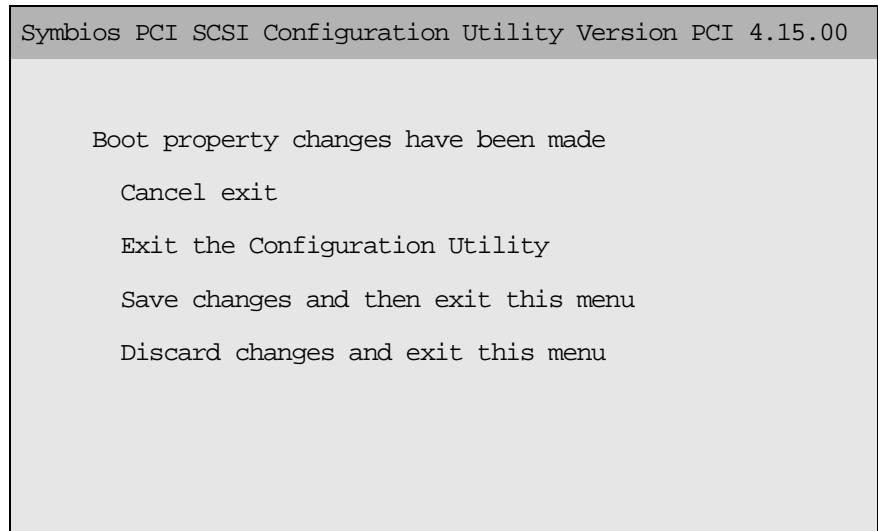 Symbios PCI SCSI Configuration Utility Version PCI 4.15.00
Boot property changes have been made
Cancel exit
Exit the Configuration Utility
Save changes and then exit this menu
Discard changes and exit this menu